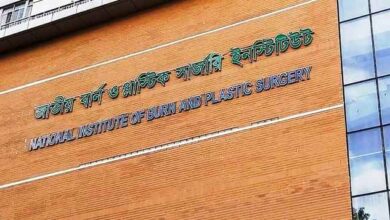 জাতীয় বার্ন ও প্লাস্টিক সার্জারি ইনস্টিটিউট
NATIONAL INSTITUTE OF BURN AND PLASTIC SURGERY